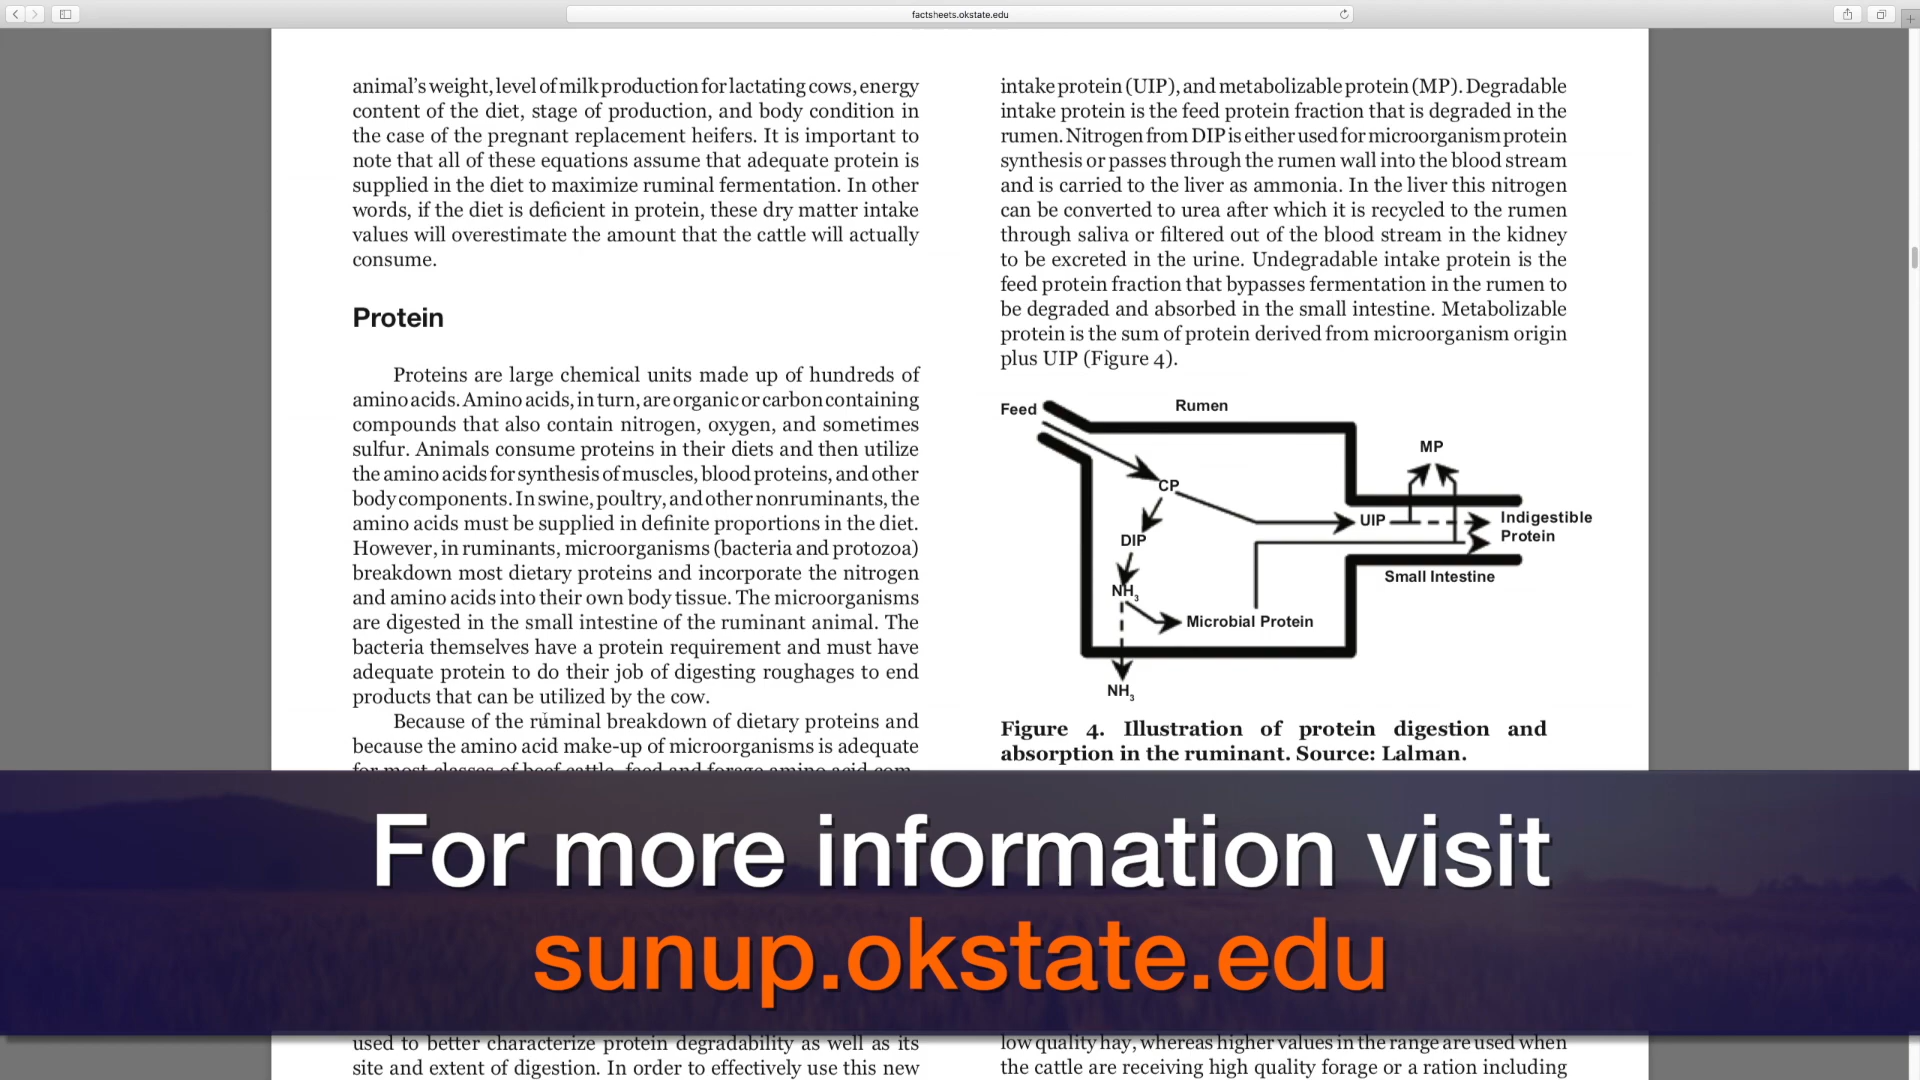 factsheets.okstate.edu
animal's weight, level of milk production for lactating cows, energy
content of the diet, stage of production, and body condition in
the case of the pregnant replacement heifers. It is important to
note that all of these equations assume that adequate protein is
supplied in the diet to maximize ruminal fermentation. In other
words, if the diet is deficient in protein, these dry matter intake
values will overestimate the amount that the cattle will actually
consume.
Protein
Proteins are large chemical units made up of hundreds of
amino acids. Amino acids, in turn, are organic or carbon containing
compounds that also contain nitrogen, oxygen, and sometimes
sulfur. Animals consume proteins in their diets and then utilize
the amino acids for synthesis of muscles, blood proteins, and other
body components. In swine, poultry, and other nonruminants, the
amino acids must be supplied in definite proportions in the diet.
However, in ruminants, microorganisms (bacteria and protozoa)
breakdown most dietary proteins and incorporate the nitrogen
and amino acids into their own body tissue. The microorganisms
are digested in the small intestine of the ruminant animal. The
bacteria themselves have a protein requirement and must have
adequate protein to do their job of digesting roughages to end
products that can be utilized by the cow.
Because of the ruminal breakdown of dietary proteins and
because the amino acid make-up of microorganisms is adequate
for most classes of beef cattle, feed and forage amino acid com-
used to better characterize protein degradability as well as its
site and extent of digestion. In order to effectively use this new
intake protein (UIP), and metabolizable protein (MP). Degradable
intake protein is the feed protein fraction that is degraded in the
rumen. Nitrogen from DIP is either used for microorganism protein
synthesis or passes through the rumen wall into the blood stream
and is carried to the liver as ammonia. In the liver this nitrogen
can be converted to urea after which it is recycled to the rumen
through saliva or filtered out of the blood stream in the kidney
to be excreted in the urine. Undegradable intake protein is the
feed protein fraction that bypasses fermentation in the rumen to
be degraded and absorbed in the small intestine. Metabolizable
protein is the sum of protein derived from microorganism origin
plus UIP (Figure 4).
Feed
Rumen
MP
CP
UIP
Indigestible
Protein
DIP
Small Intestine
NH3
Microbial Protein
NH3
Figure 4. Illustration of protein digestion and
absorption in the ruminant. Source: Lalman.
low quality hay, whereas higher values in the range are used when
the cattle are receiving high quality forage or a ration including
For more information visit
sunup.okstate.edu